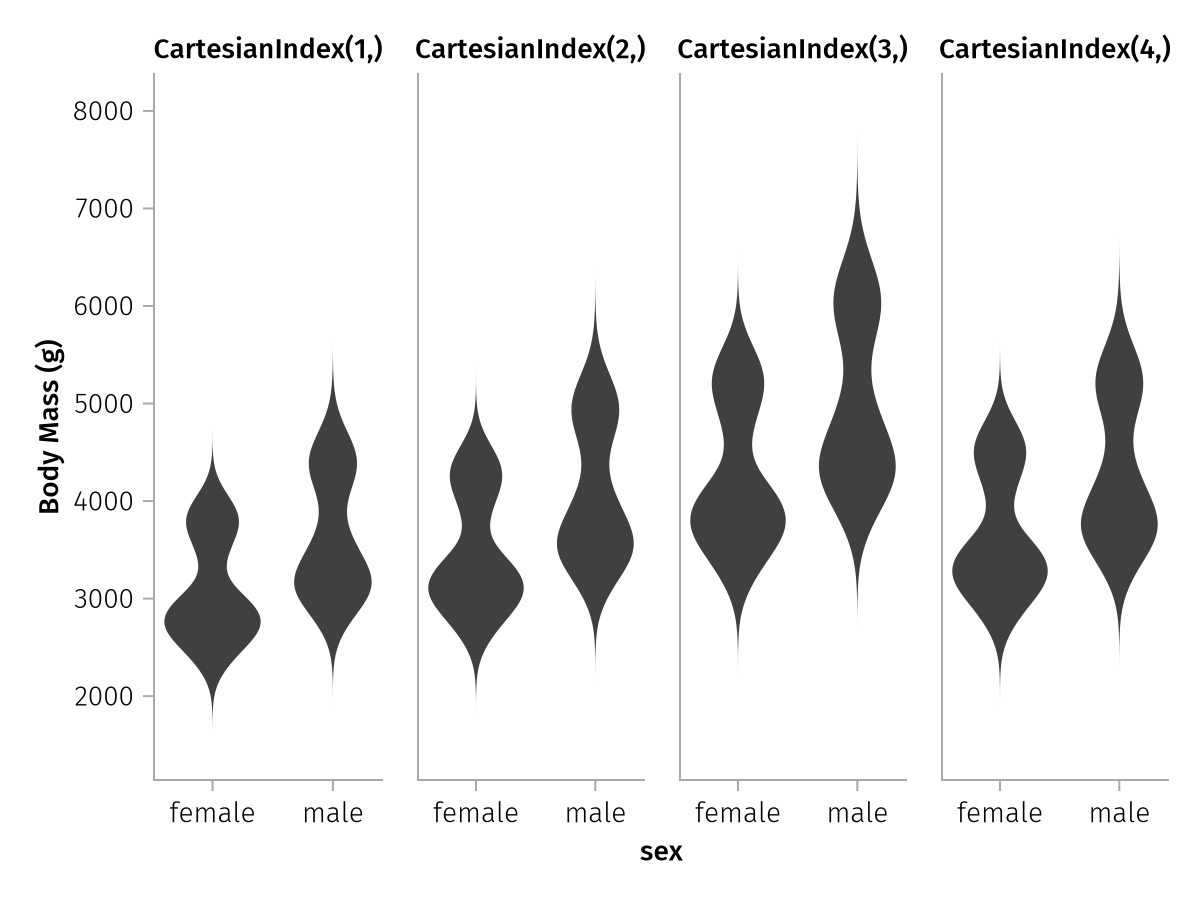 CartesianIndex(1,) CartesianIndex(2,) CartesianIndex(3,) CartesianIndex(4,)
8000
7000
6000
5000
4000
3000
2000
Body Mass (g)
female male female male female male female male
sex